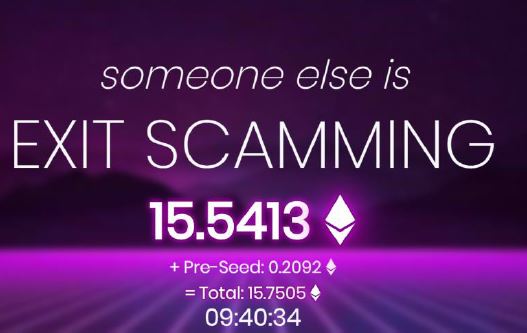 someone else is
EXIT SCAMMING
15.5413
+ Pre-Seed: 0.2092
= Total: 15.7505
09:40:34